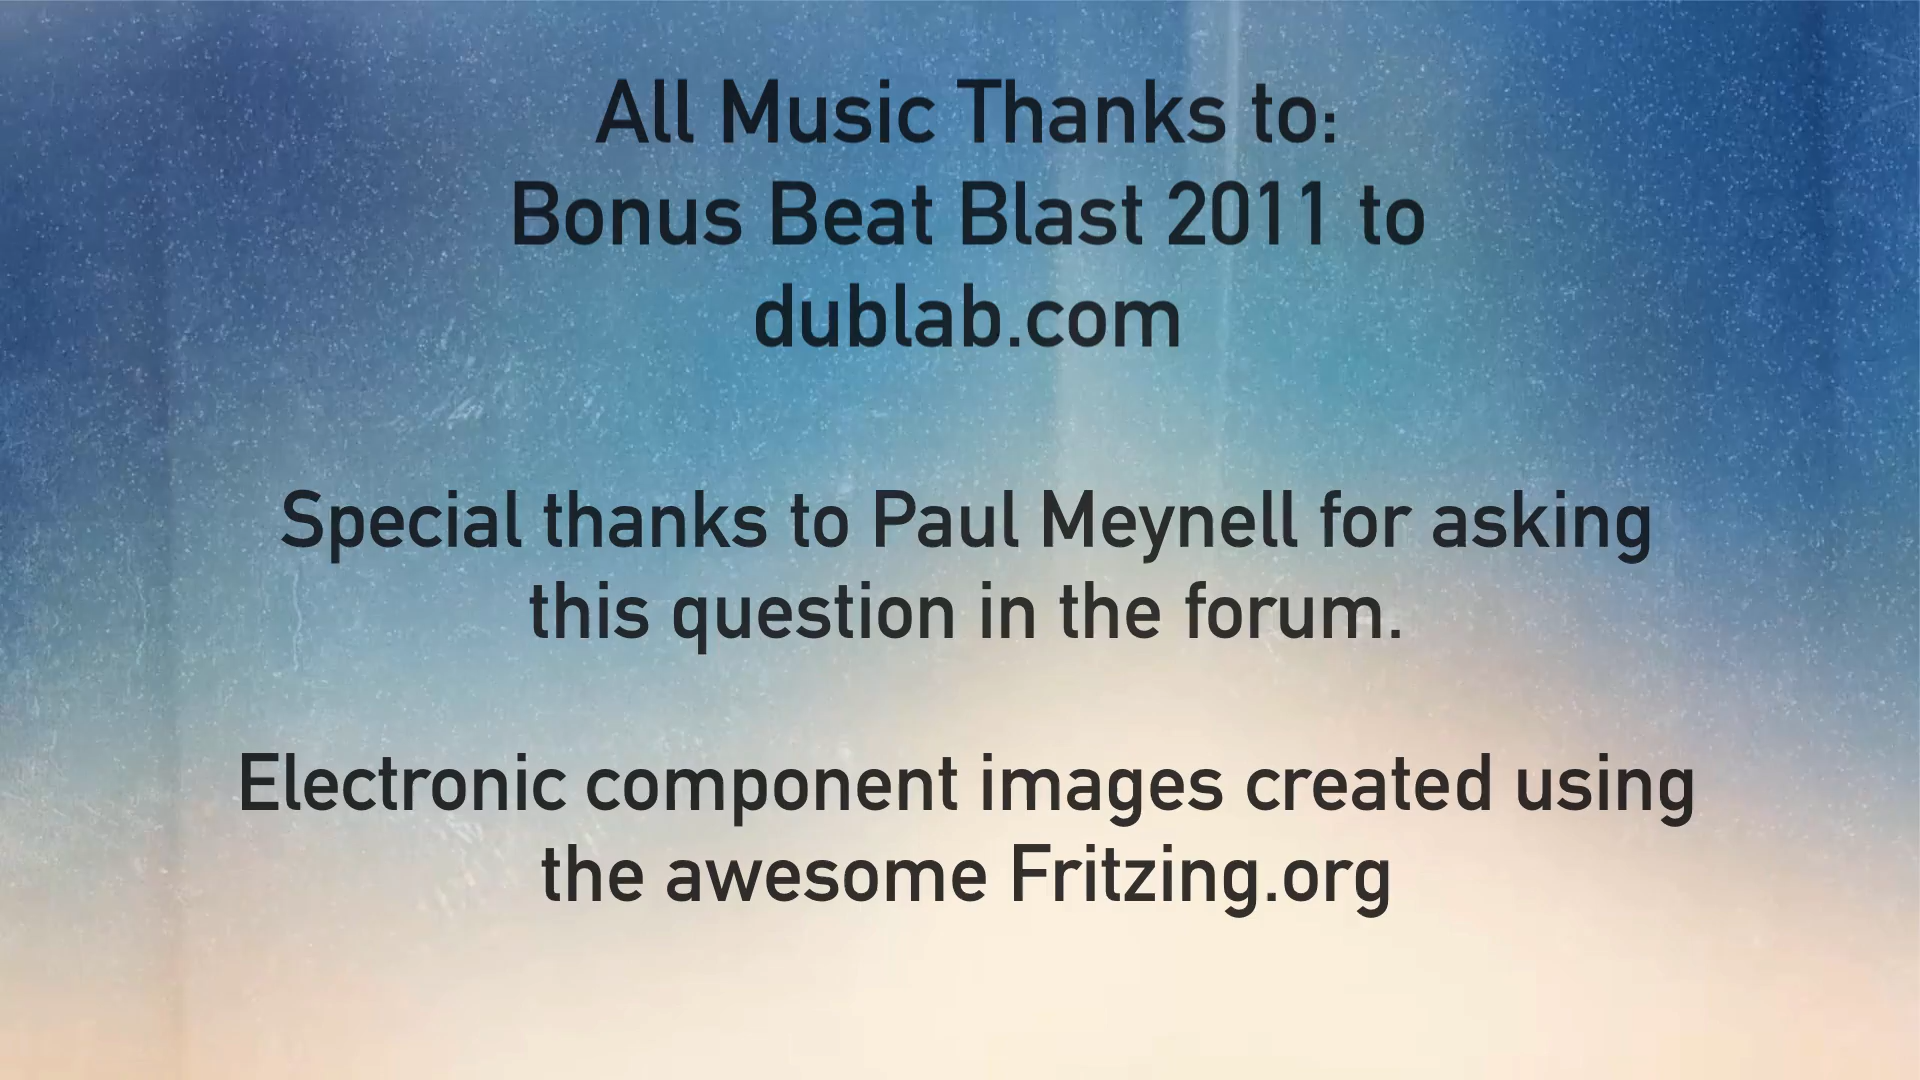 All Music Thanks to:
Bonus Beat Blast 2011 to
dublab.com
Special thanks to Paul Meynell for asking
this question in the forum.
Electronic component images created using
the awesome Fritzing.org